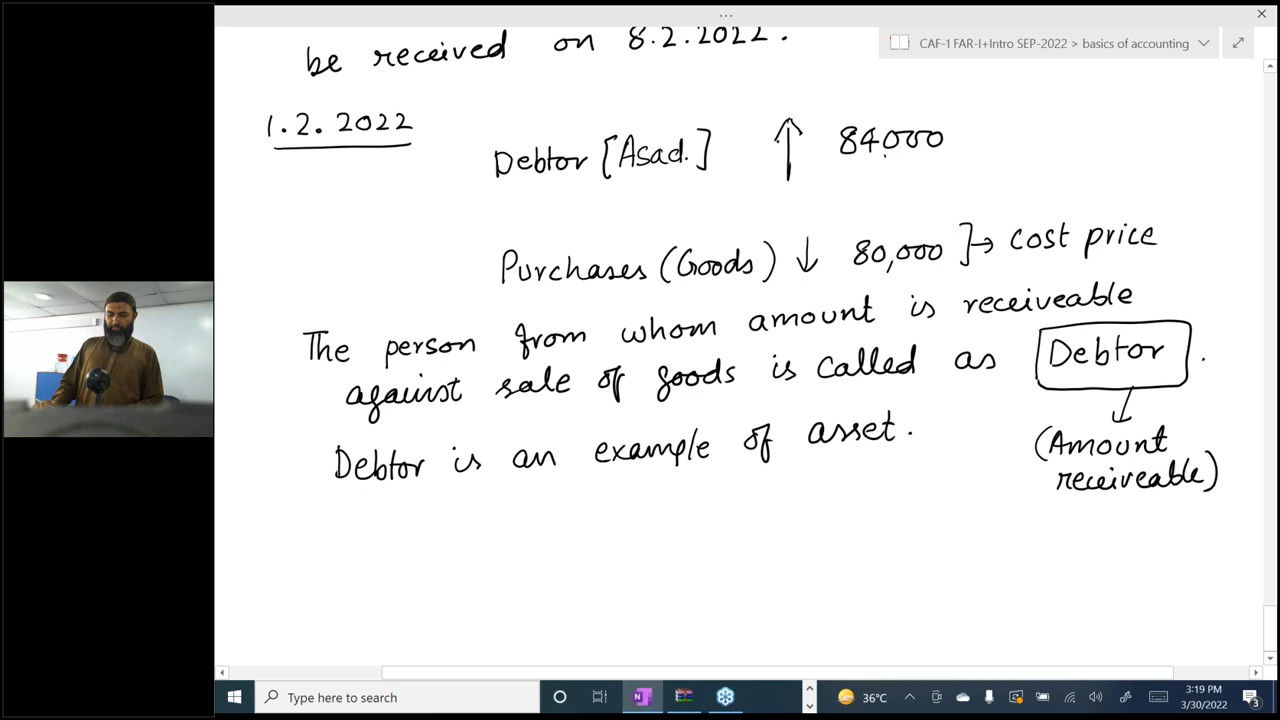 ...
CAF-1 FAR-I+Intro SEP-2022 > basics of accounting
be received on 8.2.2022.
1.2.2022
Debtor [Asad.] ↑ 84,000
Purchases (Goods) ↓ 80,000 ]→ cost price
The person from whom amount is receiveable
against sale of goods is called as Debtor.
Debtor is an example of asset.
(Amount
receiveable)
Type here to search
36°C
3:19 PM
3/30/2022
3